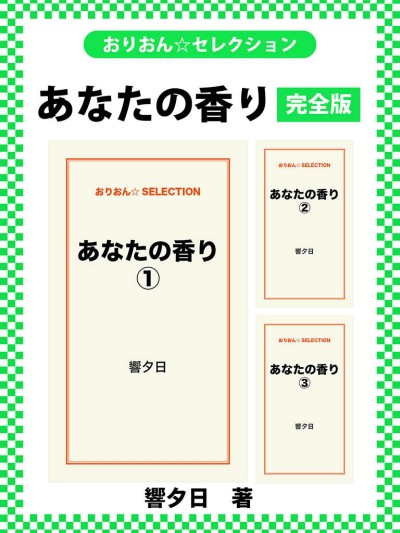 おりおん☆セレクション
あなたの香り 完全版
おりおん☆ SELECTION
あなたの香り
①
響夕日
おりおん☆ SELECTION
あなたの香り
②
響夕日
おりおん☆ SELECTION
あなたの香り
③
響夕日
響夕日 著